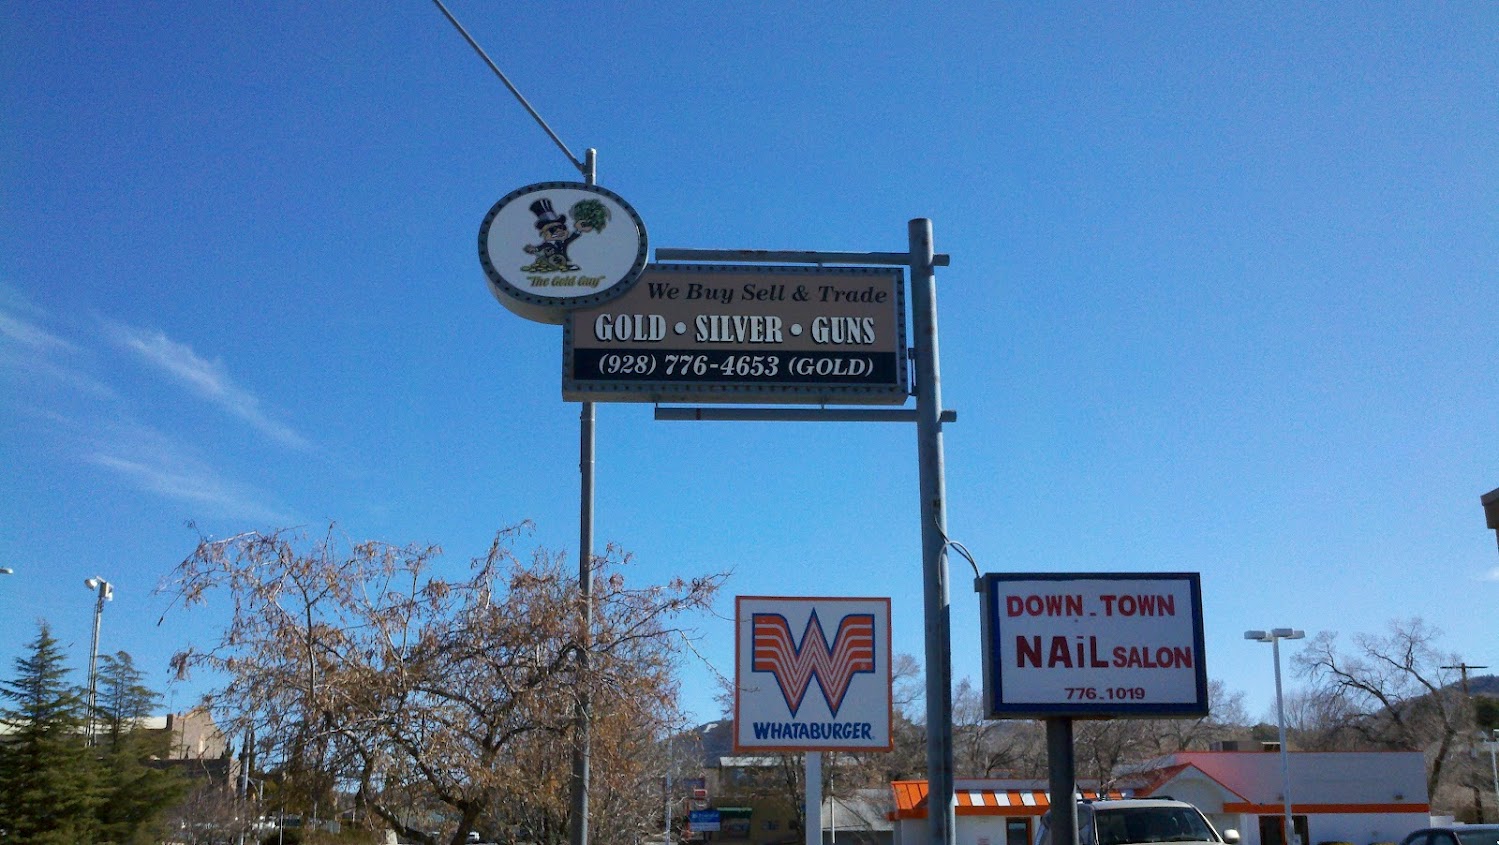 "The Gold Guy"
We Buy Sell & Trade
GOLD • SILVER • GUNS
(928) 776-4653 (GOLD)
WHATABURGER
DOWN-TOWN
NAiL SALON
776-1019